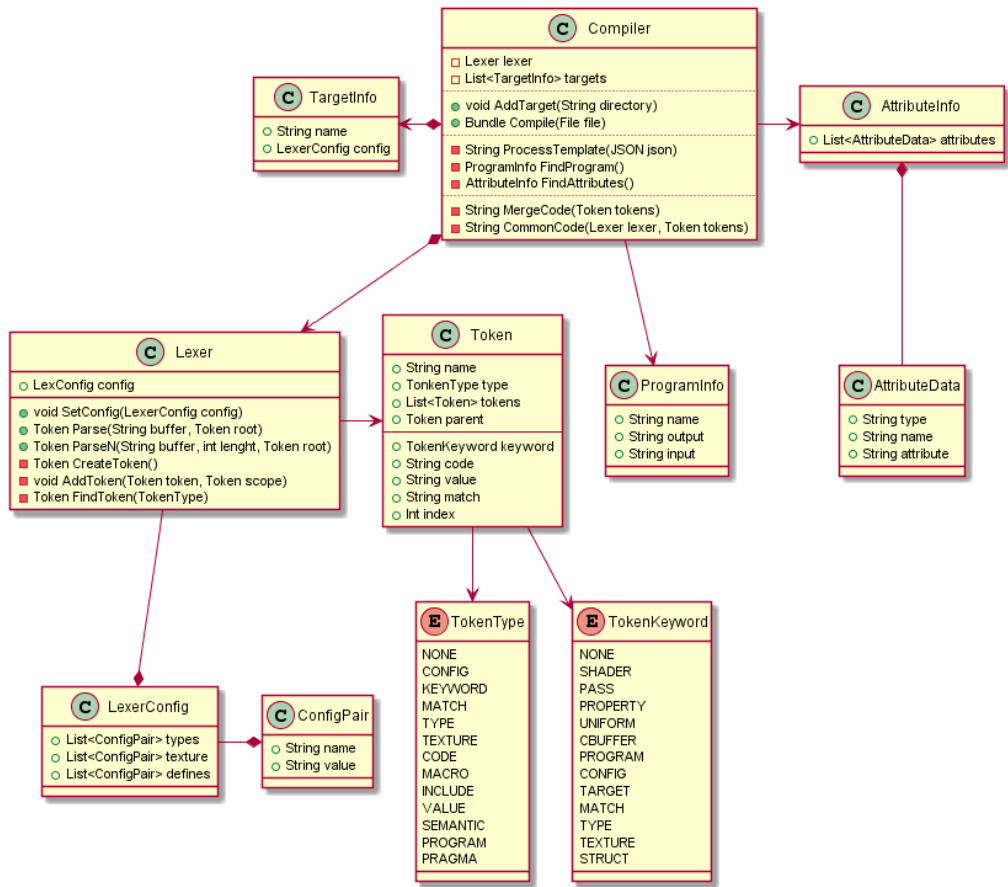 C Compiler
Lexer lexer
List<TargetInfo> targets
void AddTarget(String directory)
Bundle Compile(File file)
String ProcessTemplate(JSON json)
ProgramInfo FindProgram()
AttributeInfo FindAttributes()
String MergeCode(Token tokens)
String CommonCode(Lexer lexer, Token tokens)
C TargetInfo
String name
LexerConfig config
C AttributeInfo
List<AttributeData> attributes
C Lexer
LexConfig config
void SetConfig(LexerConfig config)
Token Parse(String buffer, Token root)
Token ParseN(String buffer, int lenght, Token root)
Token CreateToken()
void AddToken(Token token, Token scope)
Token FindToken(TokenType)
C Token
String name
TonkenType type
List<Token> tokens
Token parent
TokenKeyword keyword
String code
String value
String match
Int index
C ProgramInfo
String name
String output
String input
C AttributeData
String type
String name
String attribute
C LexerConfig
List<ConfigPair> types
List<ConfigPair> texture
List<ConfigPair> defines
C ConfigPair
String name
String value
E TokenType
NONE
CONFIG
KEYWORD
MATCH
TYPE
TEXTURE
CODE
MACRO
INCLUDE
VALUE
SEMANTIC
PROGRAM
PRAGMA
E TokenKeyword
NONE
SHADER
PASS
PROPERTY
UNIFORM
CBUFFER
PROGRAM
CONFIG
TARGET
MATCH
TYPE
TEXTURE
STRUCT